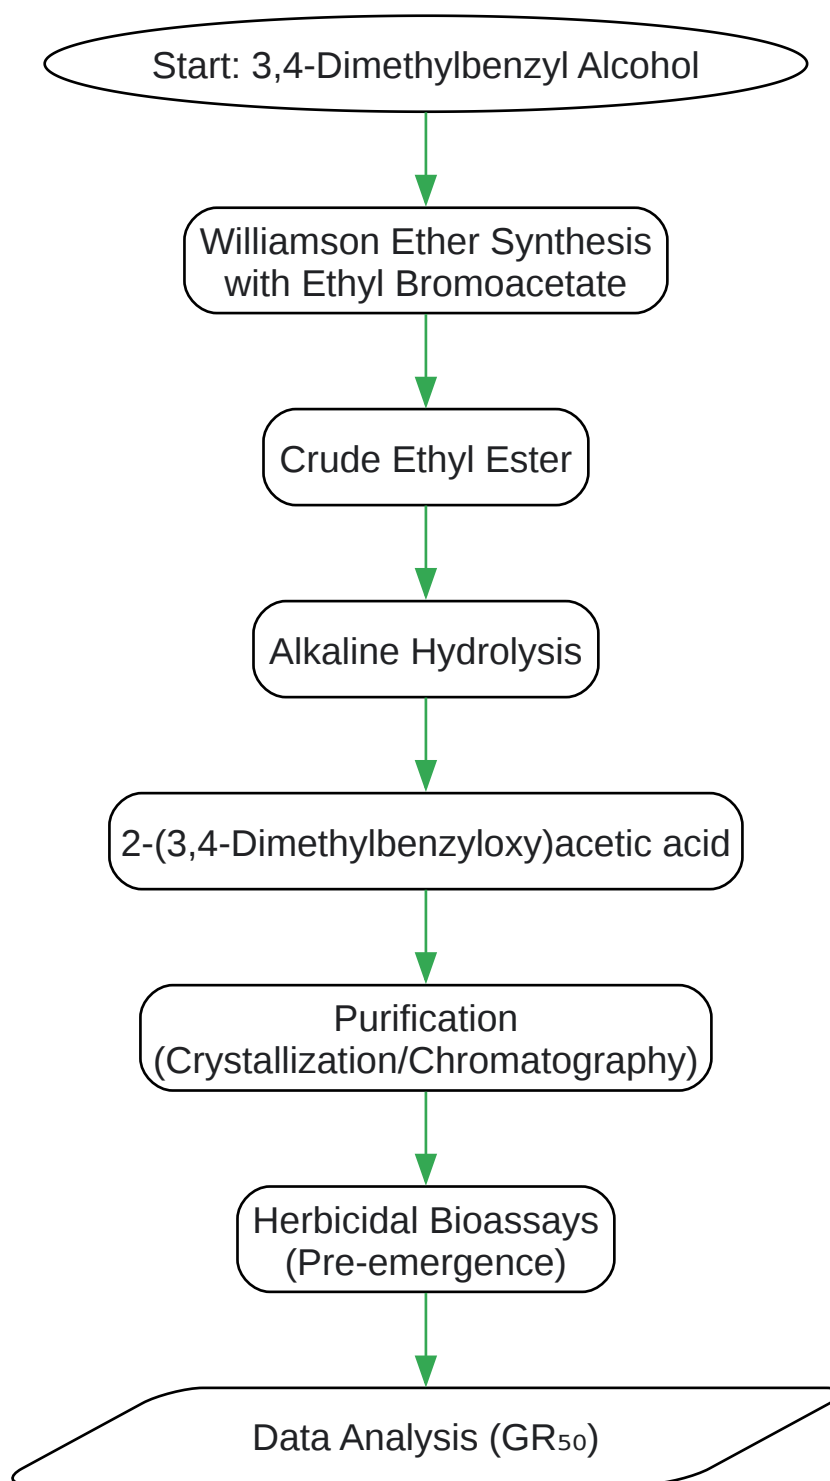 Start: 3,4-Dimethylbenzyl Alcohol
Williamson Ether Synthesis
with Ethyl Bromoacetate
Crude Ethyl Ester
Alkaline Hydrolysis
2-(3,4-Dimethylbenzyloxy)acetic acid
Purification
(Crystallization/Chromatography)
Herbicidal Bioassays
(Pre-emergence)
Data Analysis (GR₅₀)